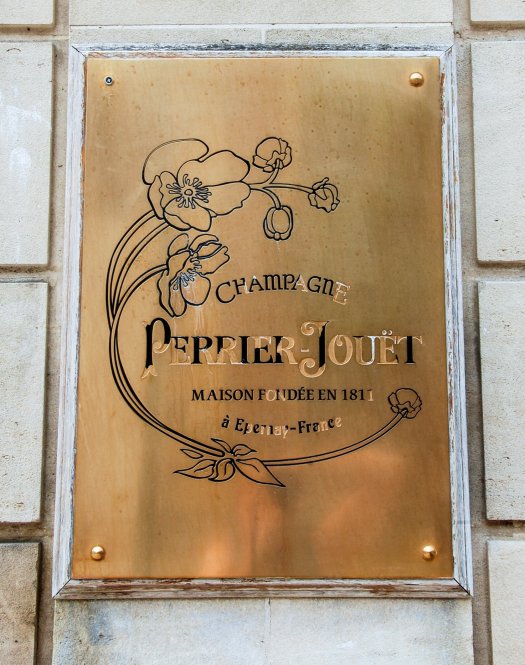 CHAMPAGNE
PERRIER-JOUËT
MAISON FONDÉE EN 1811
à Epernay-France